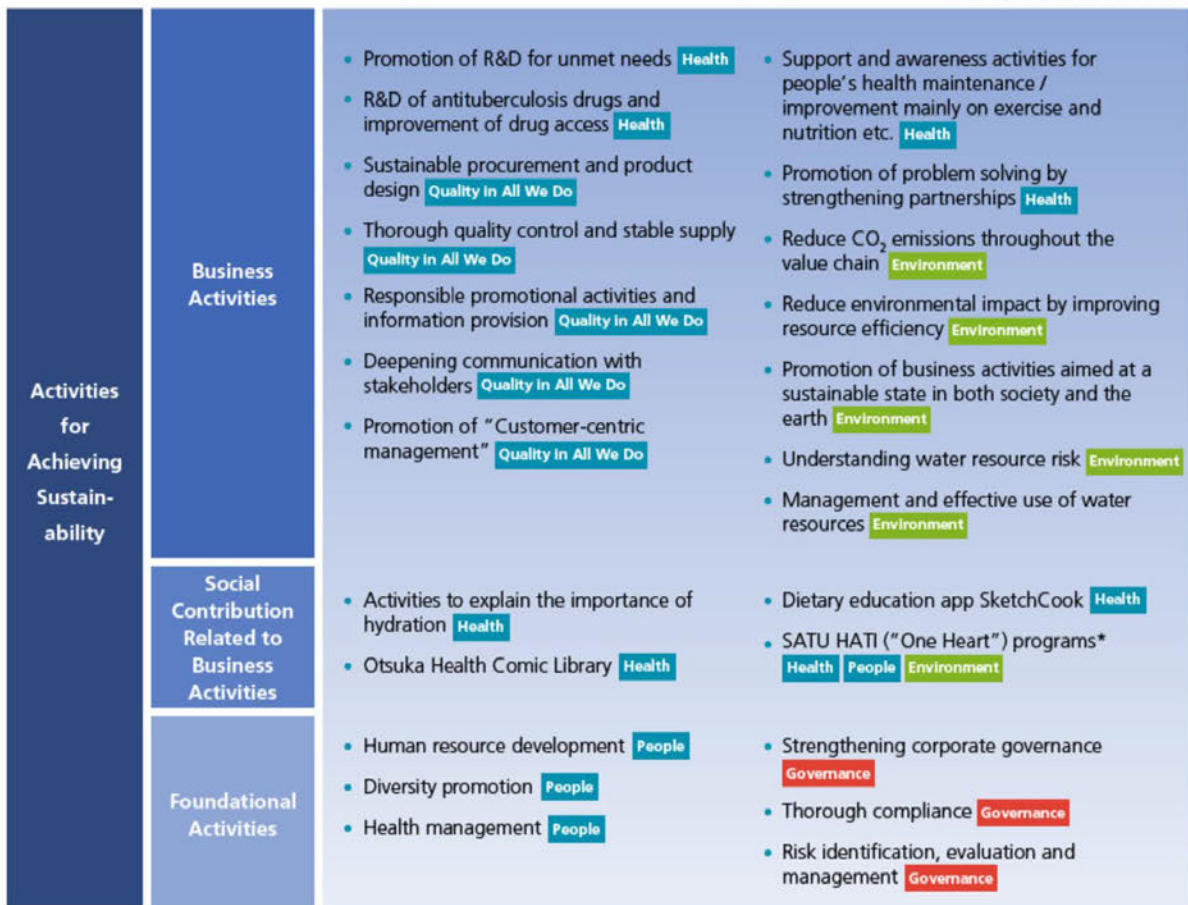 Activities
for
Achieving
Sustain-
ability
Business
Activities
• Promotion of R&D for unmet needs Health
• R&D of antituberculosis drugs and
improvement of drug access Health
• Sustainable procurement and product
design Quality in All We Do
• Thorough quality control and stable supply
Quality in All We Do
• Responsible promotional activities and
information provision Quality in All We Do
• Deepening communication with
stakeholders Quality in All We Do
• Promotion of “Customer-centric
management” Quality in All We Do
• Support and awareness activities for
people’s health maintenance /
improvement mainly on exercise and
nutrition etc. Health
• Promotion of problem solving by
strengthening partnerships Health
• Reduce CO₂ emissions throughout the
value chain Environment
• Reduce environmental impact by improving
resource efficiency Environment
• Promotion of business activities aimed at a
sustainable state in both society and the
earth Environment
• Understanding water resource risk Environment
• Management and effective use of water
resources Environment
Social
Contribution
Related to
Business
Activities
• Activities to explain the importance of
hydration Health
• Otsuka Health Comic Library Health
• Dietary education app SketchCook Health
• SATU HATI (“One Heart”) programs*
Health People Environment
Foundational
Activities
• Human resource development People
• Diversity promotion People
• Health management People
• Strengthening corporate governance
Governance
• Thorough compliance Governance
• Risk identification, evaluation and
management Governance